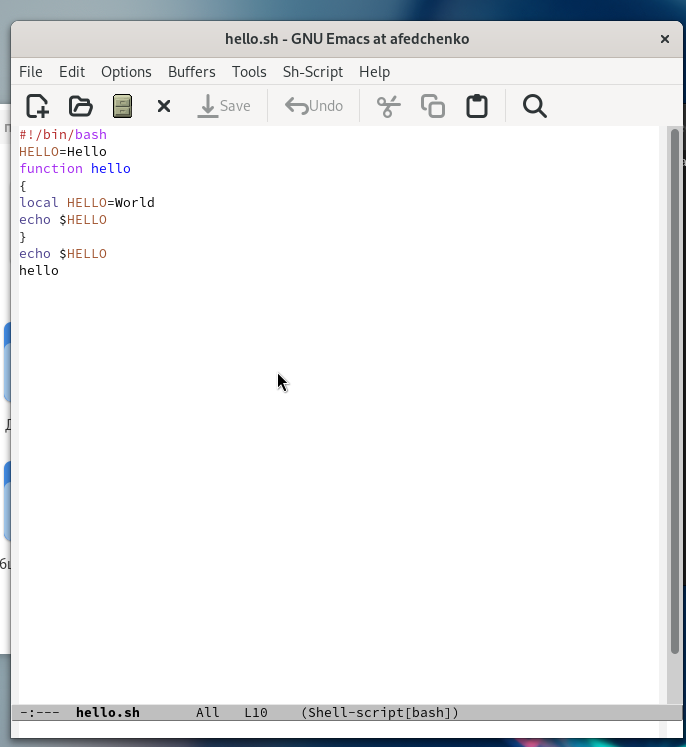 hello.sh - GNU Emacs at afedchenko
File Edit Options Buffers Tools Sh-Script Help
Save Undo
#!/bin/bash
HELLO=Hello
function hello
{
local HELLO=World
echo $HELLO
}
echo $HELLO
hello
-:--- hello.sh All L10 (Shell-script[bash])